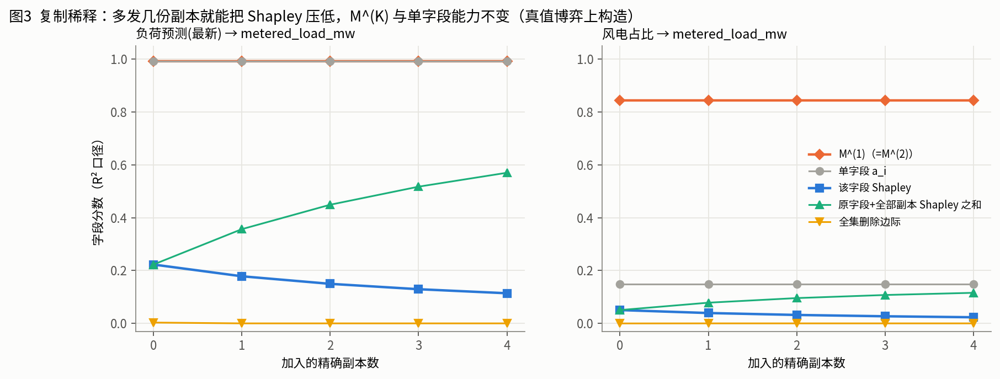 图3 复制稀释：多发几份副本就能把 Shapley 压低，M^(K) 与单字段能力不变（真值博弈上构造）
负荷预测(最新) → metered_load_mw
字段分数（R² 口径）
1.0
0.8
0.6
0.4
0.2
0.0
0 1 2 3 4
加入的精确副本数
风电占比 → metered_load_mw
1.0
0.8
0.6
0.4
0.2
0.0
M^(1)（=M^(2)）
单字段 a_i
该字段 Shapley
原字段+全部副本 Shapley 之和
全集删除边际
0 1 2 3 4
加入的精确副本数